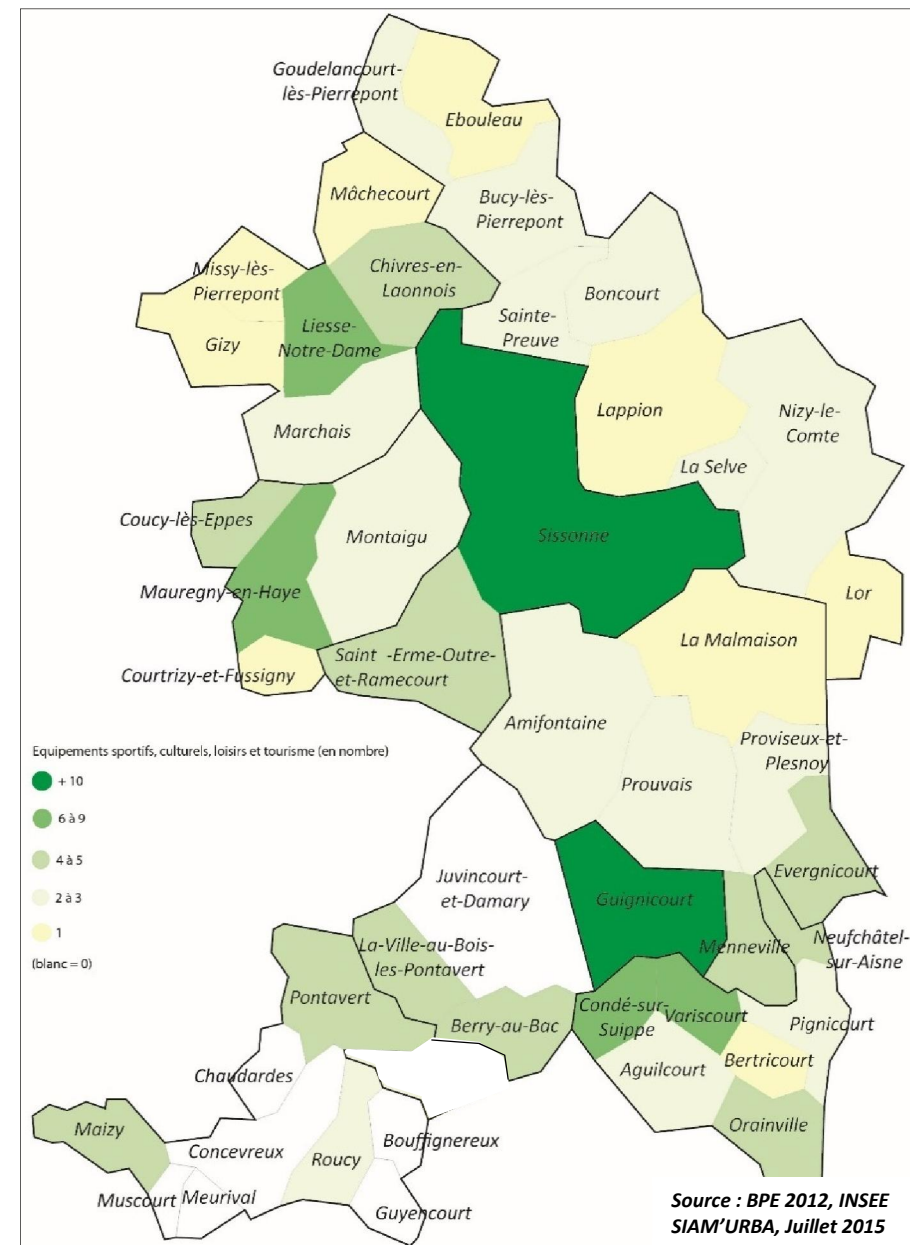 Goudelancourt-
lès-Pierrepont
Ebouleau
Mâchecourt
Bucy-lès-
Pierrepont
Missy-lès-
Pierrepont
Chivres-en-
Laonnois
Boncourt
Sainte-
Preuve
Gizy
Liesse-
Notre-Dame
Lappion
Nizy-le-
Comte
Marchais
La Selve
Coucy-lès-Eppes
Montaigu
Sissonne
Mauregny-en-Haye
Lor
La Malmaison
Courtrizy-et-Fussigny
Saint -Erme-Outre-
et-Ramecourt
Amifontaine
Proviseux-et-
Plesnoy
Prouvais
Equipements sportifs, culturels, loisirs et tourisme (en nombre)
+ 10
6 à 9
4 à 5
2 à 3
1
(blanc = 0)
Evergnicourt
Juvincourt-
et-Damary
Guignicourt
La-Ville-au-Bois-
les-Pontavert
Menneville
Neufchâtel-
sur-Aisne
Pontavert
Condé-sur-
Suippe
Variscourt
Berry-au-Bac
Pignicourt
Aguilcourt
Bertricourt
Chaudardes
Orainville
Maizy
Concevreux
Roucy
Bouffignereux
Muscourt
Meurival
Guyencourt
Source : BPE 2012, INSEE
SIAM'URBA, Juillet 2015